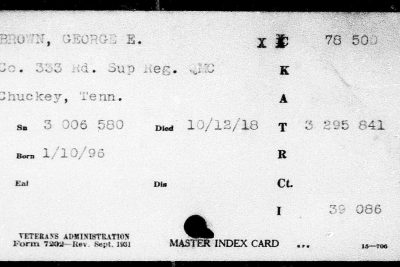 BROWN, GEORGE E. X C 78 500
Co. 333 Rd. Sup Reg. QMC K
Chuckey, Tenn. A
Sn 3 006 580 Died 10/12/18 T 3 295 841
Born 1/10/96 R
Enl Dis Ct.
I 39 086
VETERANS ADMINISTRATION
Form 7202—Rev. Sept. 1931 MASTER INDEX CARD 15—706